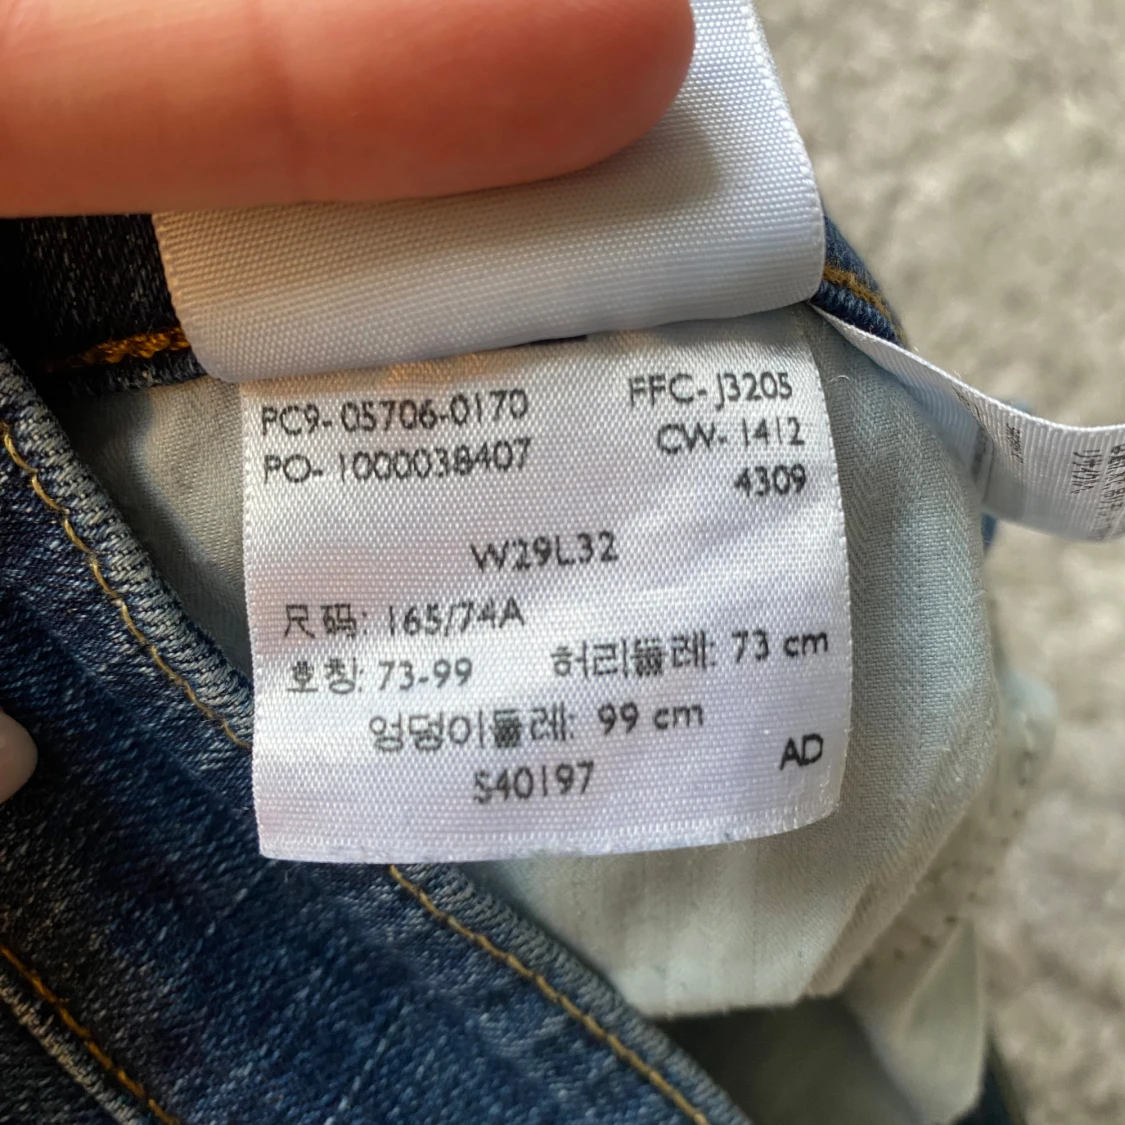 PC9-05706-0170 FFC-J3205
PO-1000038407 CW-1412
4309
W29L32
尺码: 165/74A
호칭: 73-99 허리둘레: 73 cm
엉덩이둘레: 99 cm
S40197 AD